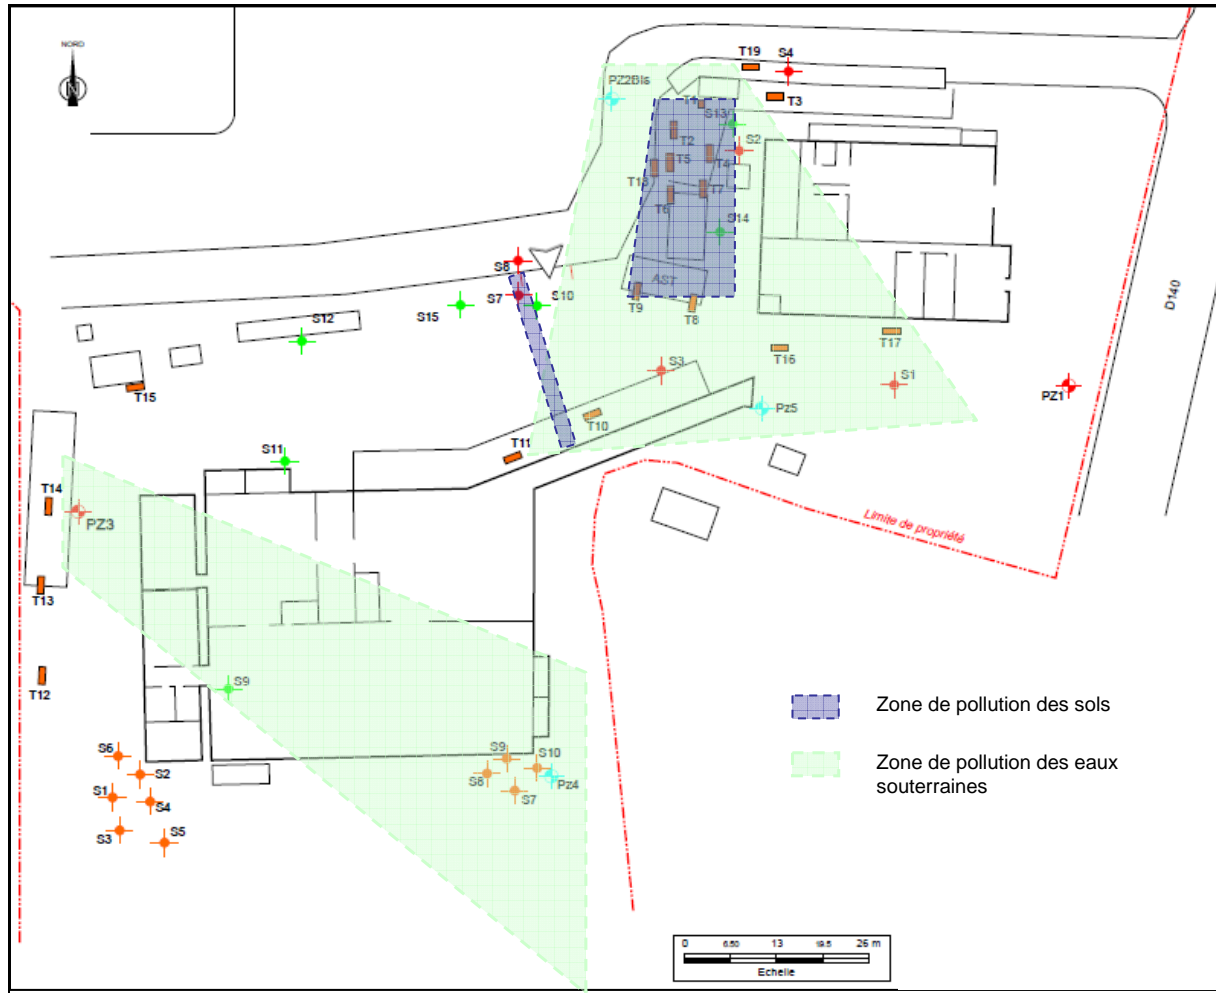 NORD
N
T19
S4
PZ2BIs
T1
T3
S13
T2
S2
T5
T4
T18
T7
T6
S14
S8
AST
S7
S10
T9
T8
S15
S12
D140
T17
T16
S3
S1
PZ1
T15
Pz5
T10
T11
S11
T14
PZ3
Limite de propriété
T13
T12
S9
Zone de pollution des sols
S6
S2
S9
S10
Zone de pollution des eaux
souterraines
S8
Pz4
S1
S4
S7
S3
S5
0 6.50 13 19.5 26 m
Echelle